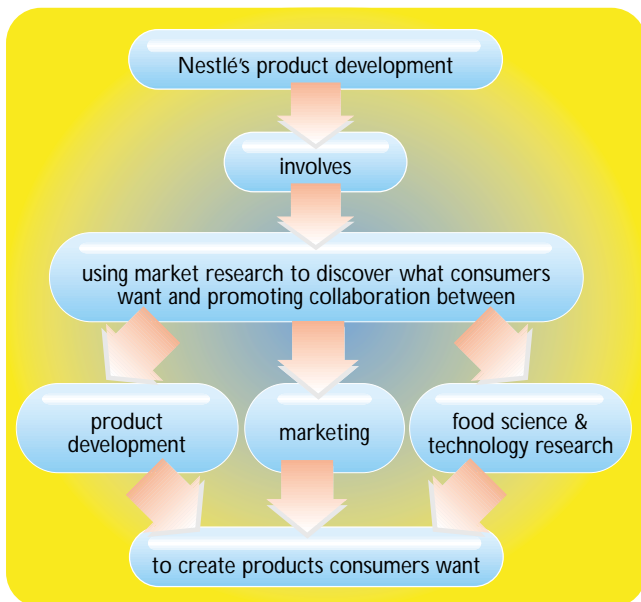 Nestlé's product development
involves
using market research to discover what consumers
want and promoting collaboration between
product
development
marketing
food science &
technology research
to create products consumers want